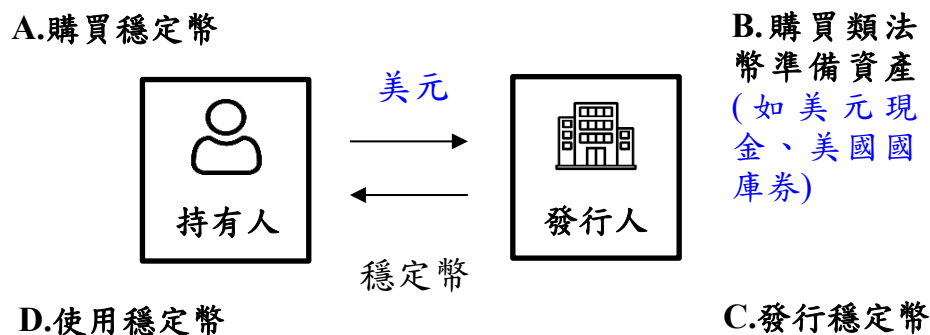 A.購買穩定幣
B.購買類法
幣準備資產
(如美元現
金、美國國
庫券)
美元
持有人
發行人
穩定幣
D.使用穩定幣
C.發行穩定幣